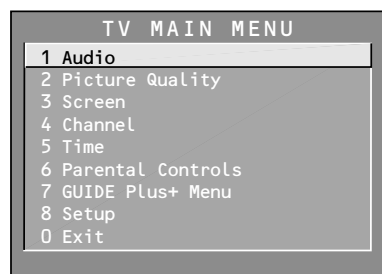 TV MAIN MENU
1 Audio
2 Picture Quality
3 Screen
4 Channel
5 Time
6 Parental Controls
7 GUIDE Plus+ Menu
8 Setup
0 Exit